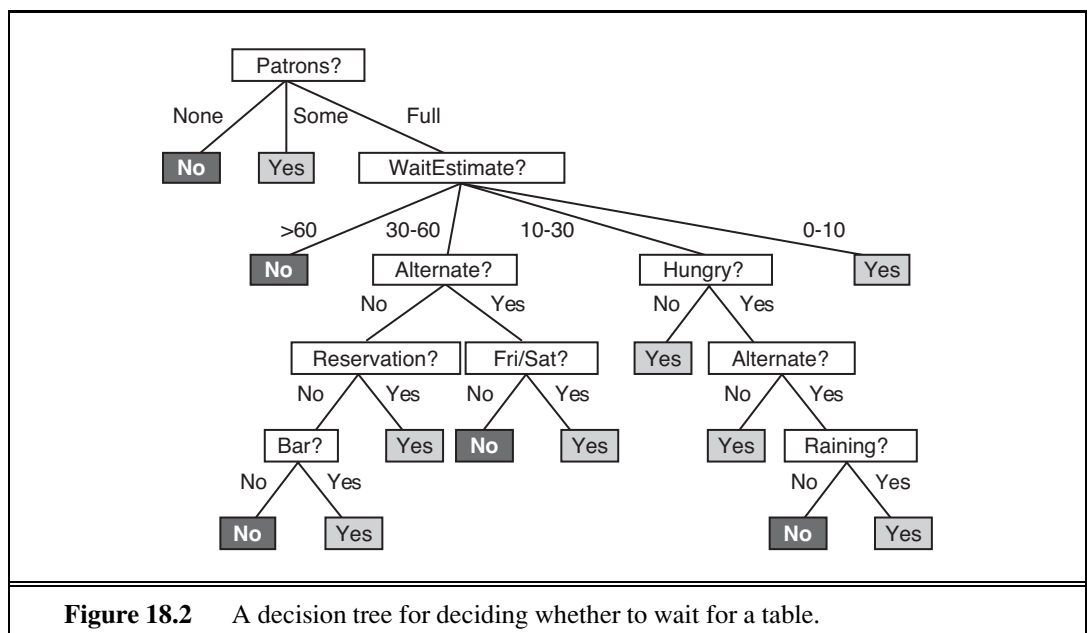 Patrons?
None Some Full
No Yes WaitEstimate?
>60 30-60 10-30 0-10
No Alternate? Hungry? Yes
No Yes No Yes
Reservation? Fri/Sat? Yes Alternate?
No Yes No Yes No Yes
Bar? Yes No Yes Yes Raining?
No Yes No Yes
No Yes No Yes
Figure 18.2 A decision tree for deciding whether to wait for a table.